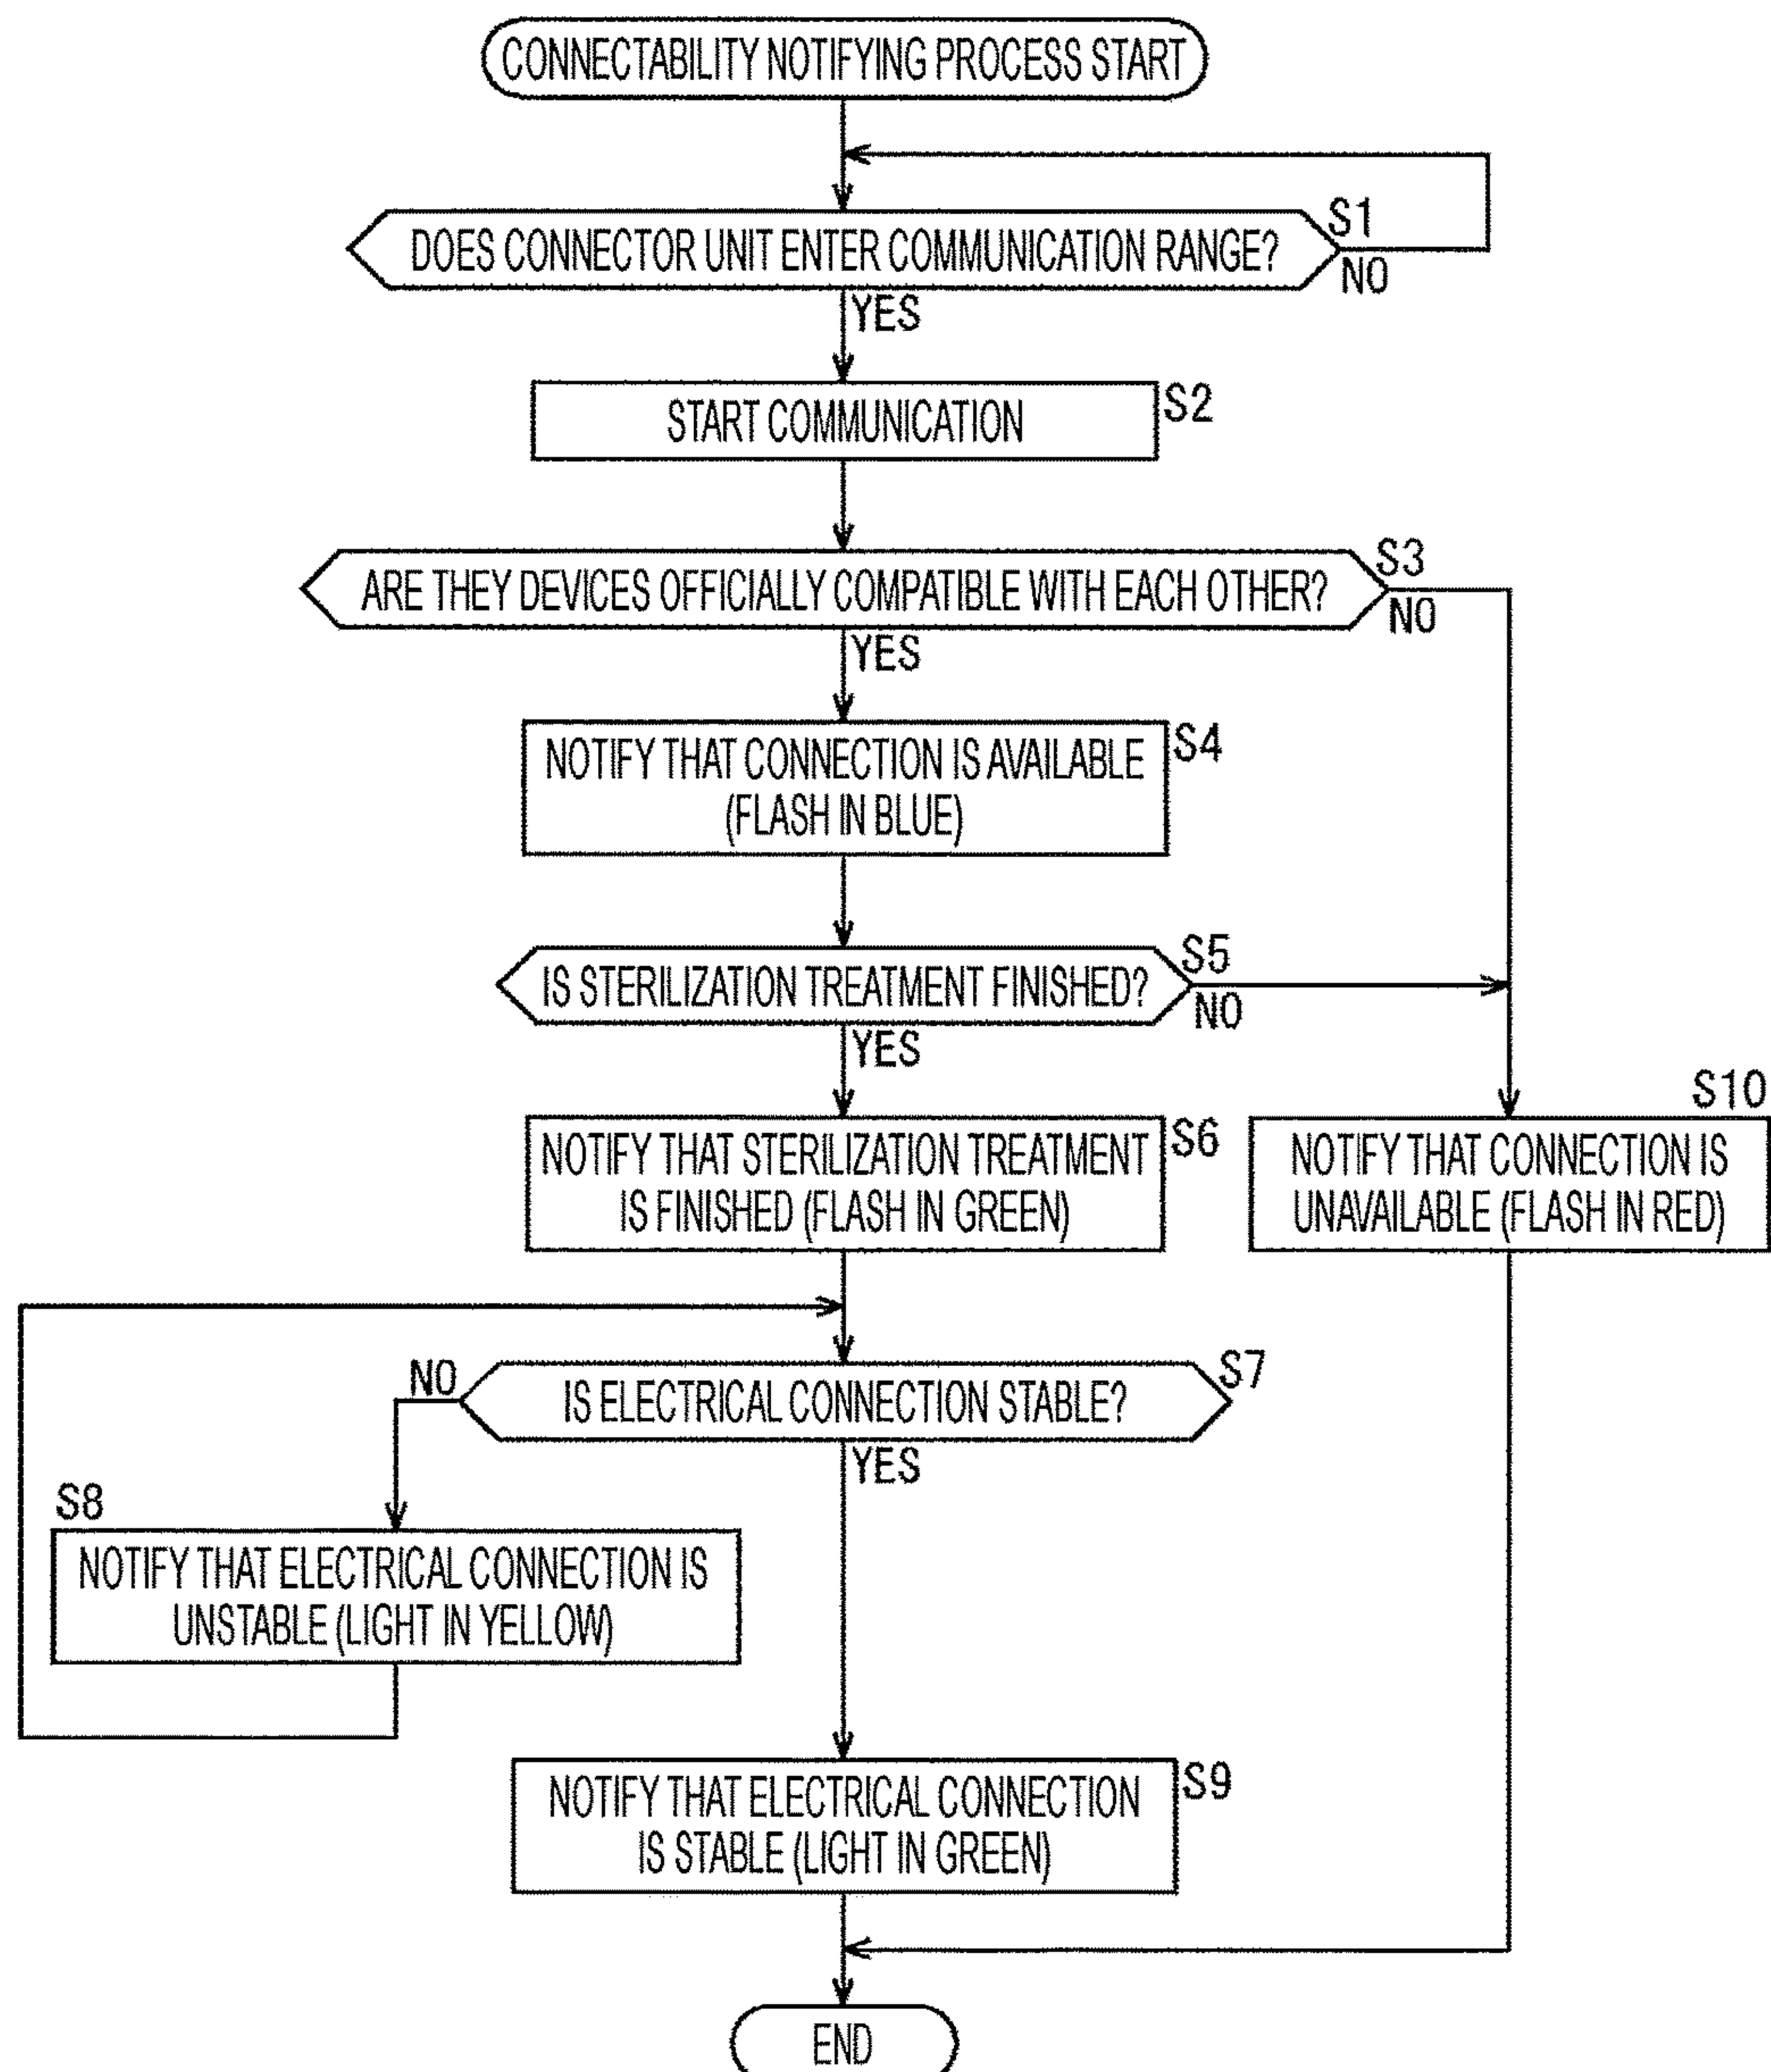 CONNECTABILITY NOTIFYING PROCESS START
DOES CONNECTOR UNIT ENTER COMMUNICATION RANGE?
S1
NO
YES
START COMMUNICATION
S2
ARE THEY DEVICES OFFICIALLY COMPATIBLE WITH EACH OTHER?
S3
NO
YES
NOTIFY THAT CONNECTION IS AVAILABLE
(FLASH IN BLUE)
S4
IS STERILIZATION TREATMENT FINISHED?
S5
NO
YES
NOTIFY THAT STERILIZATION TREATMENT
IS FINISHED (FLASH IN GREEN)
S6
S10
NOTIFY THAT CONNECTION IS
UNAVAILABLE (FLASH IN RED)
IS ELECTRICAL CONNECTION STABLE?
S7
NO
YES
S8
NOTIFY THAT ELECTRICAL CONNECTION IS
UNSTABLE (LIGHT IN YELLOW)
NOTIFY THAT ELECTRICAL CONNECTION
IS STABLE (LIGHT IN GREEN)
S9
END